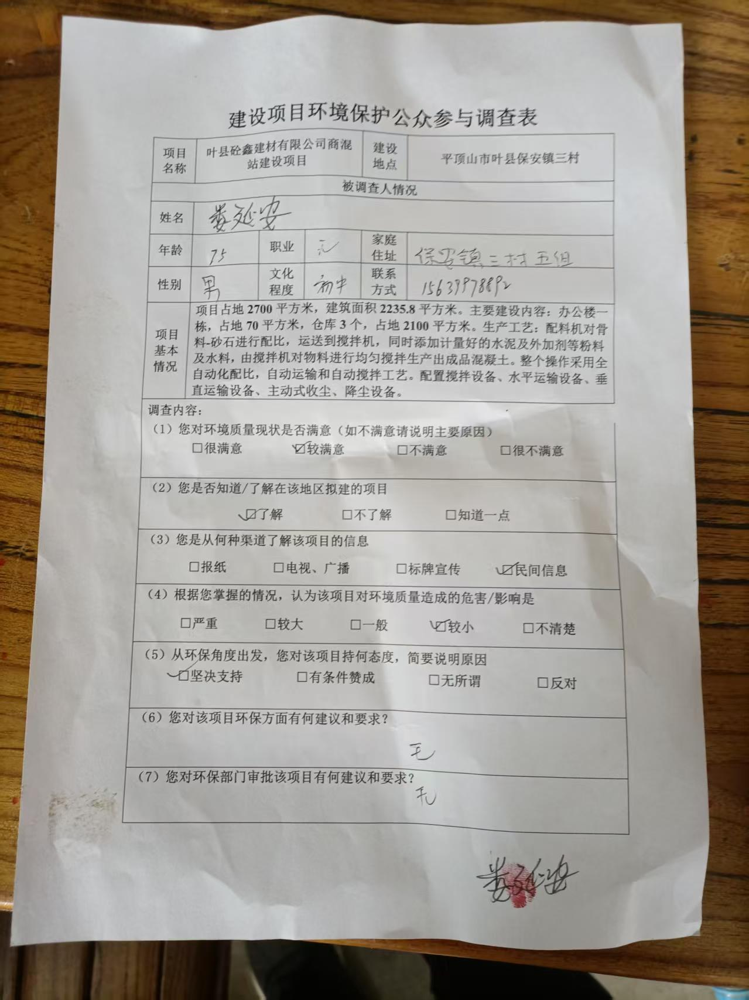 建设项目环境保护公众参与调查表
项目名称 叶县砼鑫建材有限公司商混站建设项目 建设地点 平顶山市叶县保安镇三村
被调查人情况
姓名 娄延安
年龄 75 职业 无 家庭住址 保安镇三村五组
性别 男 文化程度 初中 联系方式 15639978892
项目基本情况
项目占地 2700 平方米，建筑面积 2235.8 平方米。主要建设内容：办公楼一
栋，占地 70 平方米，仓库 3 个，占地 2100 平方米。生产工艺：配料机对骨
料-砂石进行配比，运送到搅拌机，同时添加计量好的水泥及外加剂等粉料
及水料，由搅拌机对物料进行均匀搅拌生产出成品混凝土。整个操作采用全
自动化配比，自动运输和自动搅拌工艺。配置搅拌设备、水平运输设备、垂
直运输设备、主动式收尘、降尘设备。
调查内容：
（1）您对环境质量现状是否满意（如不满意请说明主要原因）
□很满意 ☑较满意 □不满意 □很不满意
（2）您是否知道/了解在该地区拟建的项目
☑了解 □不了解 □知道一点
（3）您是从何种渠道了解该项目的信息
□报纸 □电视、广播 □标牌宣传 ☑民间信息
（4）根据您掌握的情况，认为该项目对环境质量造成的危害/影响是
□严重 □较大 □一般 ☑较小 □不清楚
（5）从环保角度出发，您对该项目持何态度，简要说明原因
☑坚决支持 □有条件赞成 □无所谓 □反对
（6）您对该项目环保方面有何建议和要求？
无
（7）您对环保部门审批该项目有何建议和要求？
无
娄延安